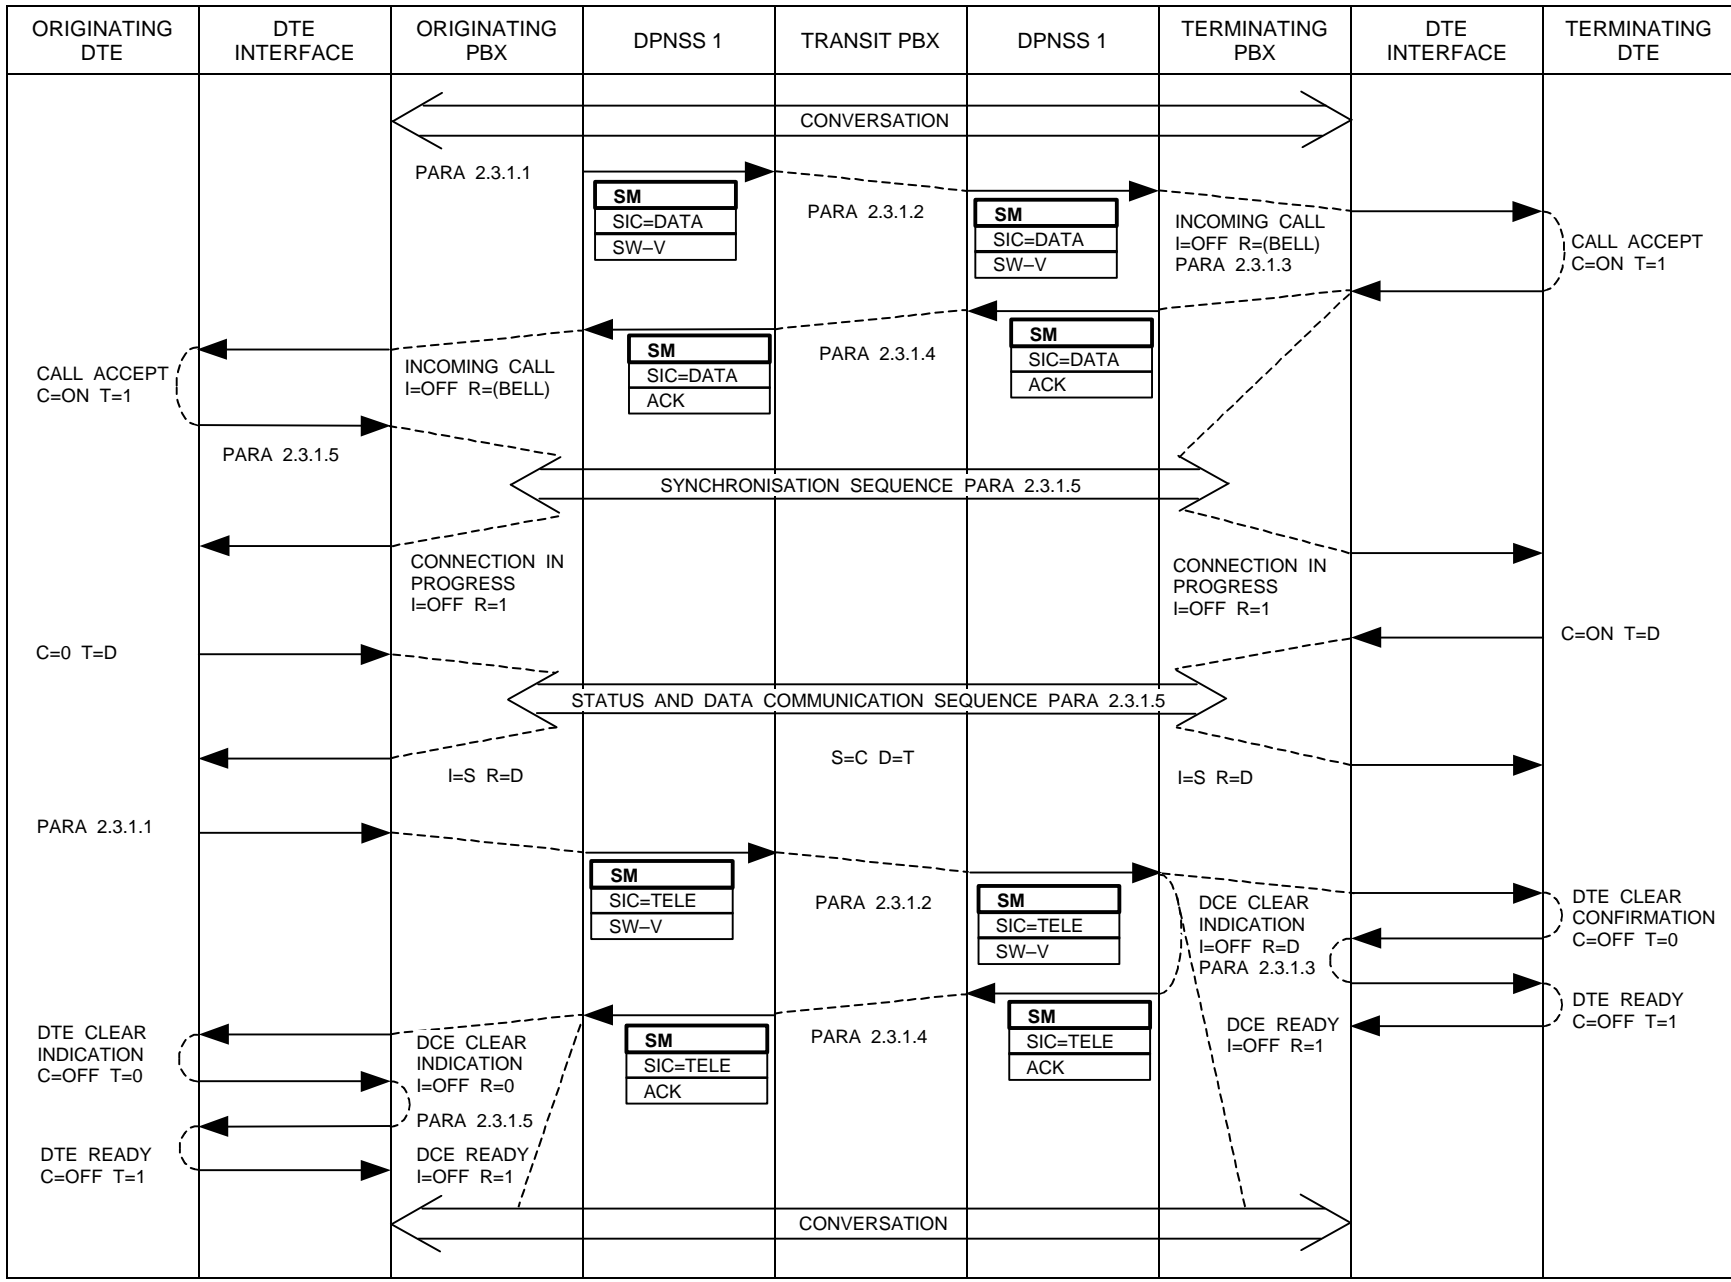 ORIGINATING
DTE
DTE
INTERFACE
ORIGINATING
PBX
DPNSS 1
TRANSIT PBX
DPNSS 1
TERMINATING
PBX
DTE
INTERFACE
TERMINATING
DTE
CONVERSATION
PARA 2.3.1.1
SM
SIC=DATA
SW–V
PARA 2.3.1.2
SM
SIC=DATA
SW–V
INCOMING CALL
I=OFF R=(BELL)
PARA 2.3.1.3
CALL ACCEPT
C=ON T=1
CALL ACCEPT
C=ON T=1
INCOMING CALL
I=OFF R=(BELL)
SM
SIC=DATA
ACK
PARA 2.3.1.4
SM
SIC=DATA
ACK
PARA 2.3.1.5
SYNCHRONISATION SEQUENCE PARA 2.3.1.5
CONNECTION IN
PROGRESS
I=OFF R=1
CONNECTION IN
PROGRESS
I=OFF R=1
C=0 T=D
C=ON T=D
STATUS AND DATA COMMUNICATION SEQUENCE PARA 2.3.1.5
I=S R=D
S=C D=T
I=S R=D
PARA 2.3.1.1
SM
SIC=TELE
SW–V
PARA 2.3.1.2
SM
SIC=TELE
SW–V
DCE CLEAR
INDICATION
I=OFF R=D
PARA 2.3.1.3
DTE CLEAR
CONFIRMATION
C=OFF T=0
DTE READY
C=OFF T=1
DCE READY
I=OFF R=1
DTE CLEAR
INDICATION
C=OFF T=0
DCE CLEAR
INDICATION
I=OFF R=0
SM
SIC=TELE
ACK
PARA 2.3.1.4
SM
SIC=TELE
ACK
PARA 2.3.1.5
DTE READY
C=OFF T=1
DCE READY
I=OFF R=1
CONVERSATION